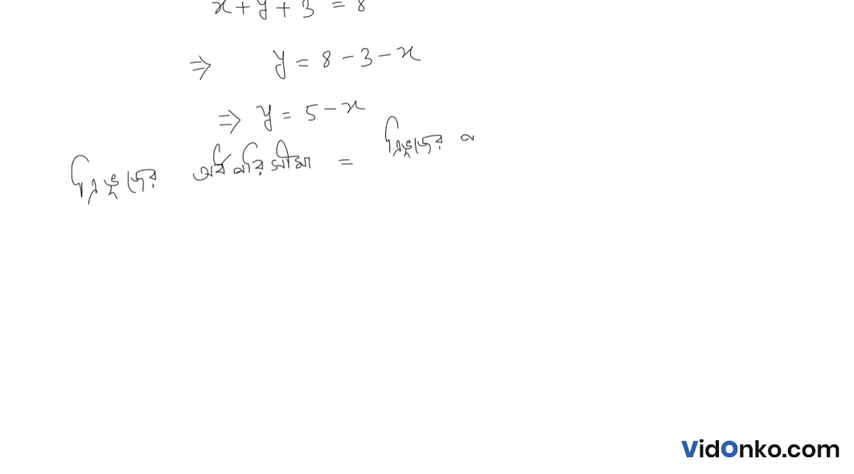 x + y + 3 = 8
⇒ y = 8 - 3 - x
⇒ y = 5 - x
ত্রিভুজের অর্ধপরিসীমা = ত্রিভুজের
VidOnko.com